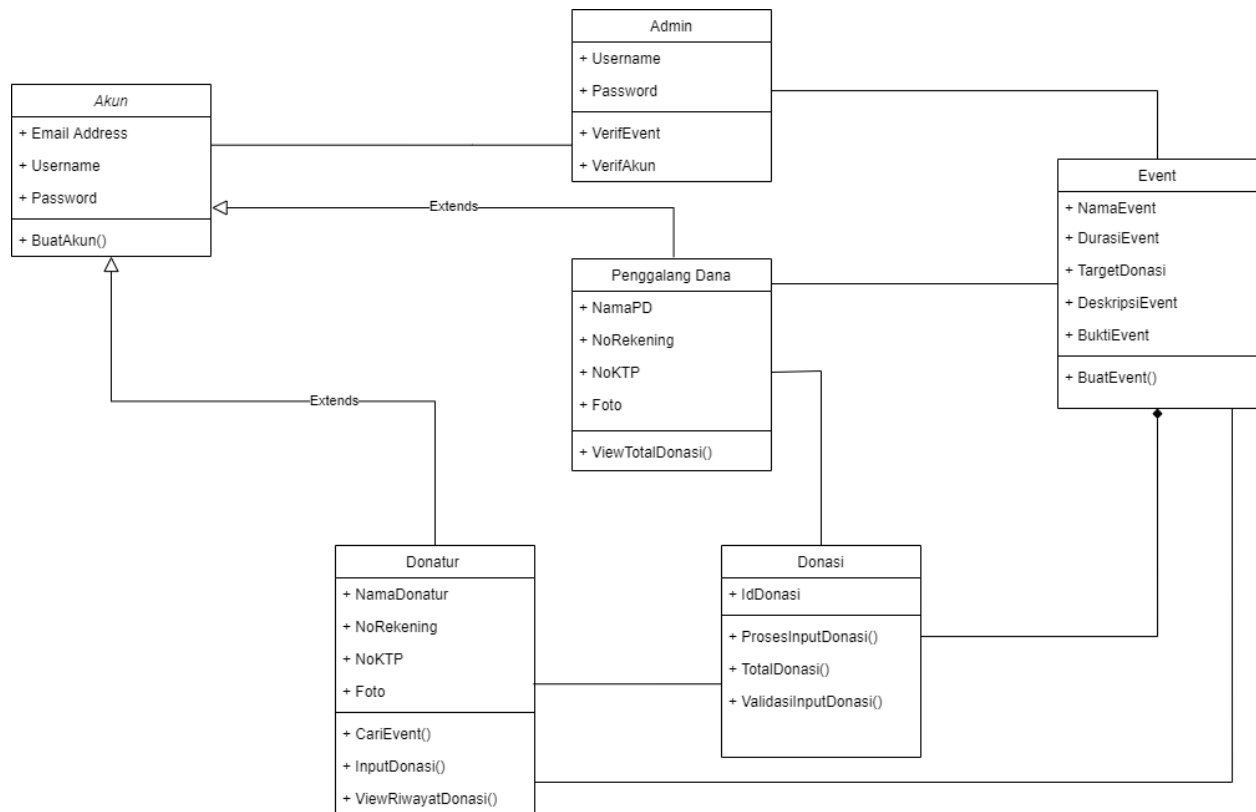 Admin
+ Username
+ Password
+ VerifEvent
+ VerifAkun
Akun
+ Email Address
+ Username
+ Password
+ BuatAkun()
Extends
Event
+ NamaEvent
+ DurasiEvent
+ TargetDonasi
+ DeskripsiEvent
+ BuktiEvent
+ BuatEvent()
Penggalang Dana
+ NamaPD
+ NoRekening
+ NoKTP
+ Foto
+ ViewTotalDonasi()
Extends
Donatur
+ NamaDonatur
+ NoRekening
+ NoKTP
+ Foto
+ CariEvent()
+ InputDonasi()
+ ViewRiwayatDonasi()
Donasi
+ IdDonasi
+ ProsesInputDonasi()
+ TotalDonasi()
+ ValidasiInputDonasi()